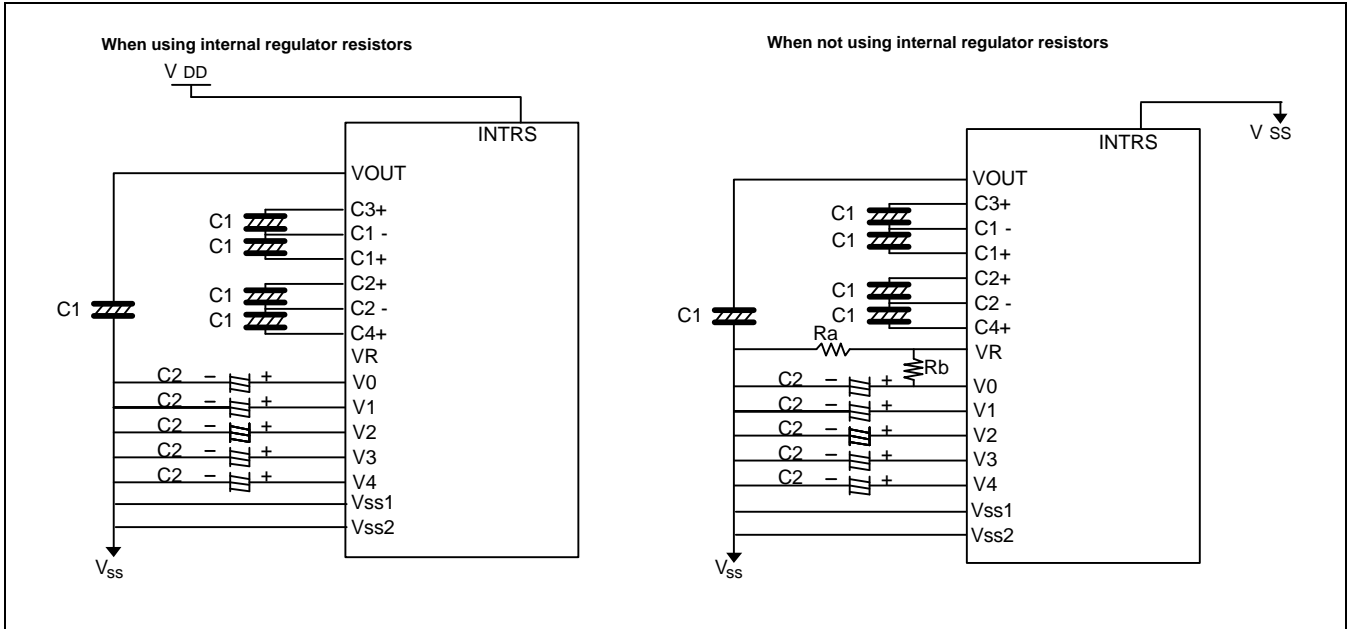 When using internal regulator resistors
V DD
INTRS
VOUT
C3+
C1
C1 -
C1
C1+
C2+
C1
C2 -
C1
C4+
C1
VR
C2 – + V0
C2 – + V1
C2 – + V2
C2 – + V3
C2 – + V4
Vss1
Vss2
Vss
When not using internal regulator resistors
V SS
INTRS
VOUT
C3+
C1
C1 -
C1
C1+
C2+
C1
C2 -
C1
C4+
C1
Ra
VR
Rb
C2 – + V0
C2 – + V1
C2 – + V2
C2 – + V3
C2 – + V4
Vss1
Vss2
Vss